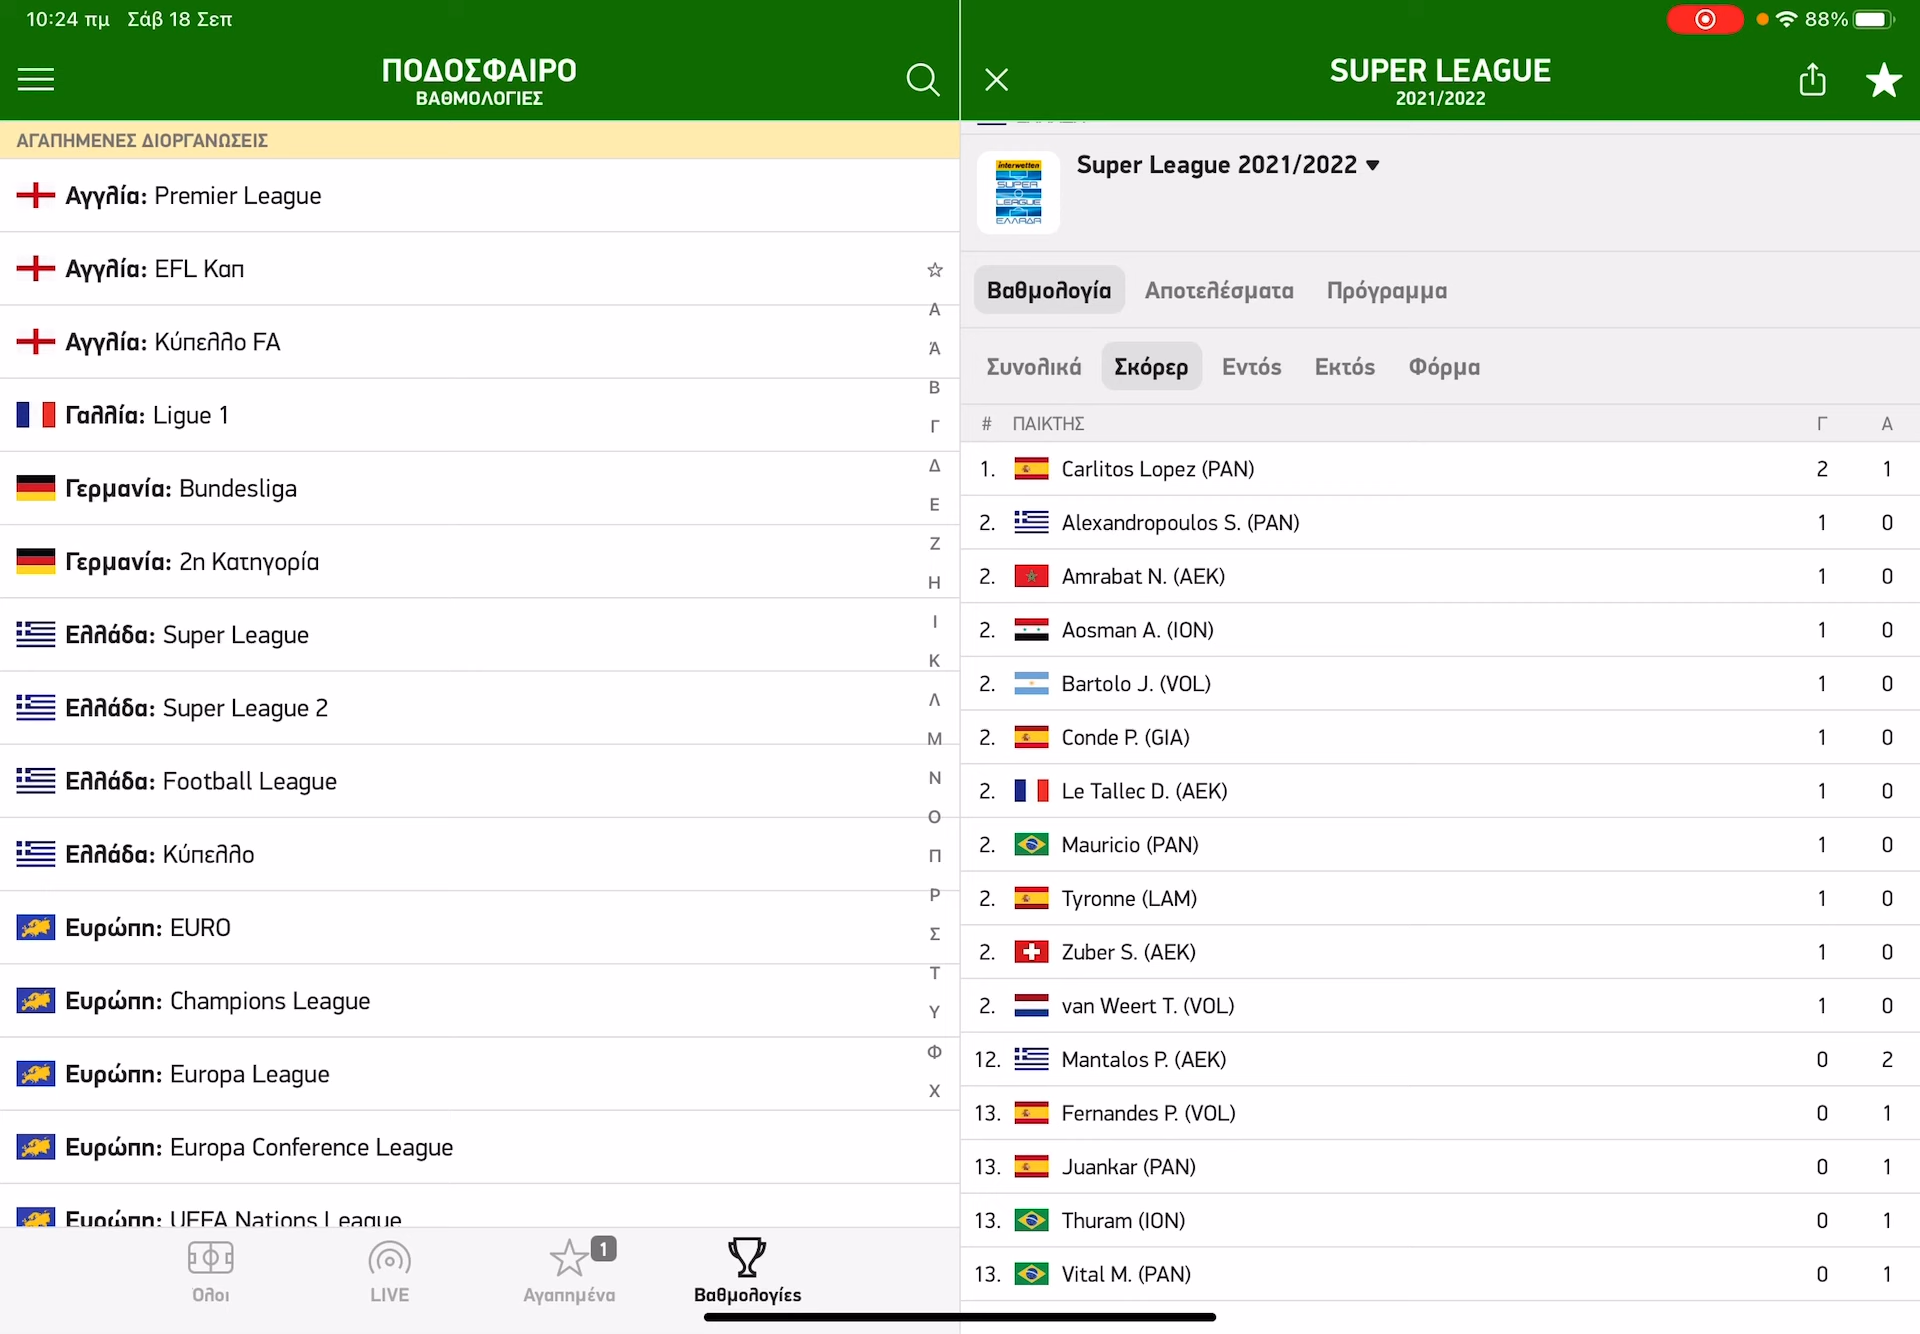 10:24 πμ Σάβ 18 Σεπ
88%
ΠΟΔΟΣΦΑΙΡΟ
ΒΑΘΜΟΛΟΓΙΕΣ
ΑΓΑΠΗΜΕΝΕΣ ΔΙΟΡΓΑΝΩΣΕΙΣ
Αγγλία: Premier League
Αγγλία: EFL Καπ
Αγγλία: Κύπελλο FA
Γαλλία: Ligue 1
Γερμανία: Bundesliga
Γερμανία: 2η Κατηγορία
Ελλάδα: Super League
Ελλάδα: Super League 2
Ελλάδα: Football League
Ελλάδα: Κύπελλο
Ευρώπη: EURO
Ευρώπη: Champions League
Ευρώπη: Europa League
Ευρώπη: Europa Conference League
Ευρώπη: UEFA Nations League
Α
Ά
Β
Γ
Δ
Ε
Ζ
Η
Ι
Κ
Λ
Μ
Ν
Ο
Π
Ρ
Σ
Τ
Υ
Φ
Χ
Όλοι
LIVE
Αγαπημένα 1
Βαθμολογίες
SUPER LEAGUE
2021/2022
interwetten
SUPER
LEAGUE
ΕΛΛΑΔΑ
Super League 2021/2022
Βαθμολογία Αποτελέσματα Πρόγραμμα
Συνολικά Σκόρερ Εντός Εκτός Φόρμα
# ΠΑΙΚΤΗΣ Γ Α
1. Carlitos Lopez (PAN) 2 1
2. Alexandropoulos S. (PAN) 1 0
2. Amrabat N. (AEK) 1 0
2. Aosman A. (ION) 1 0
2. Bartolo J. (VOL) 1 0
2. Conde P. (GIA) 1 0
2. Le Tallec D. (AEK) 1 0
2. Mauricio (PAN) 1 0
2. Tyronne (LAM) 1 0
2. Zuber S. (AEK) 1 0
2. van Weert T. (VOL) 1 0
12. Mantalos P. (AEK) 0 2
13. Fernandes P. (VOL) 0 1
13. Juankar (PAN) 0 1
13. Thuram (ION) 0 1
13. Vital M. (PAN) 0 1